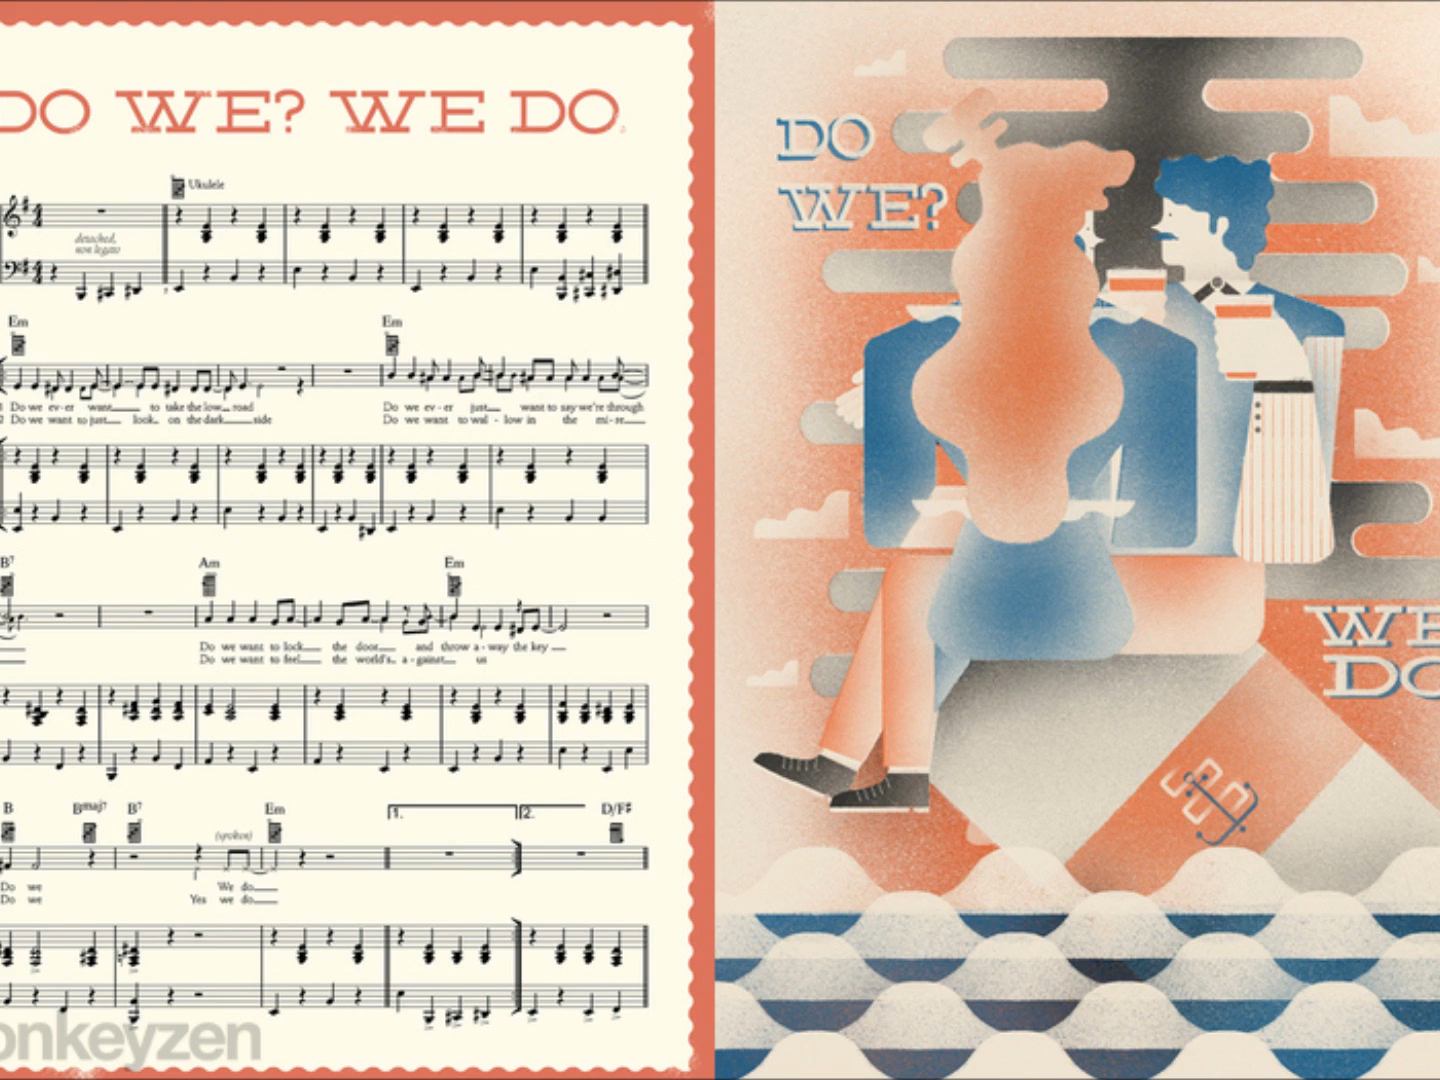 DO WE? WE DO.
Ukulele
detached,
non legato
Em Em
1 Do we ev-er want to take the low road Do we ev-er just want to say we're through
2 Do we want to just look on the dark side Do we want to wal-low in the mi-re
B7 Am Em
Do we want to lock the door and throw a-way the key
Do we want to feel the world's a-gainst us
B Bmaj7 B7 Em 1. 2. D/F♯
(spoken)
Do we We do
Do we Yes we do
onkeyzen
DO
WE?
WE
DO